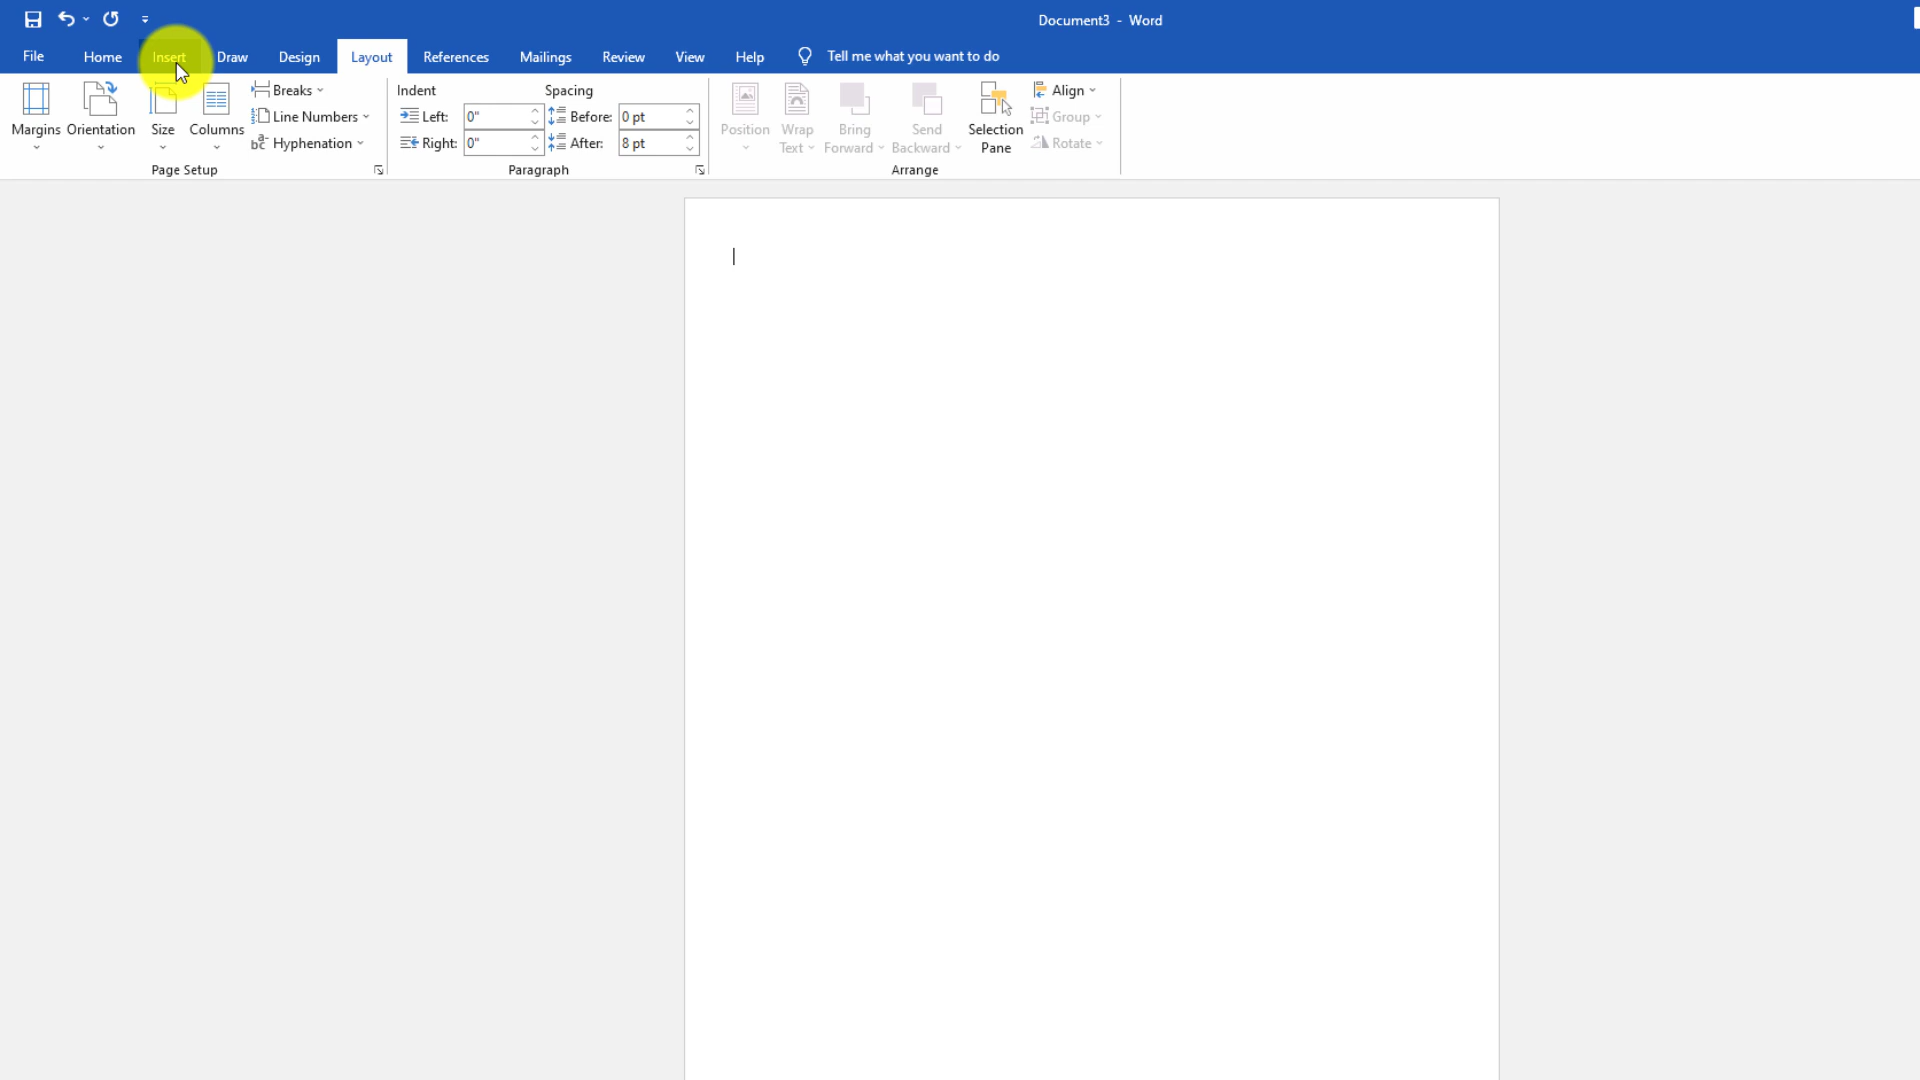 Document3 - Word
File Home Insert Draw Design Layout References Mailings Review View Help Tell me what you want to do
Margins Orientation Size Columns
Breaks
Line Numbers
Hyphenation
Page Setup
Indent Spacing
Left: 0" Before: 0 pt
Right: 0" After: 8 pt
Paragraph
Position Wrap Text Bring Forward Send Backward Selection Pane
Align
Group
Rotate
Arrange